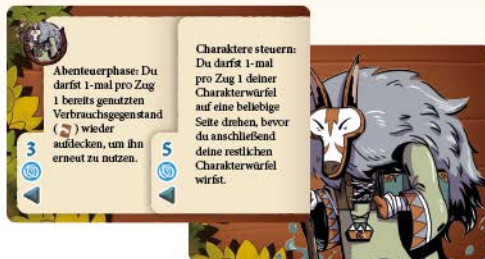 Abenteuerphase: Du
darfst 1-mal pro Zug
1 bereits genutzten
Verbrauchsgegenstand
( ) wieder
aufdecken, um ihn
erneut zu nutzen.
3
Charaktere steuern:
Du darfst 1-mal
pro Zug 1 deiner
Charakterwürfel
auf eine beliebige
Seite drehen, bevor
du anschließend
deine restlichen
Charakterwürfel
wirfst.
5